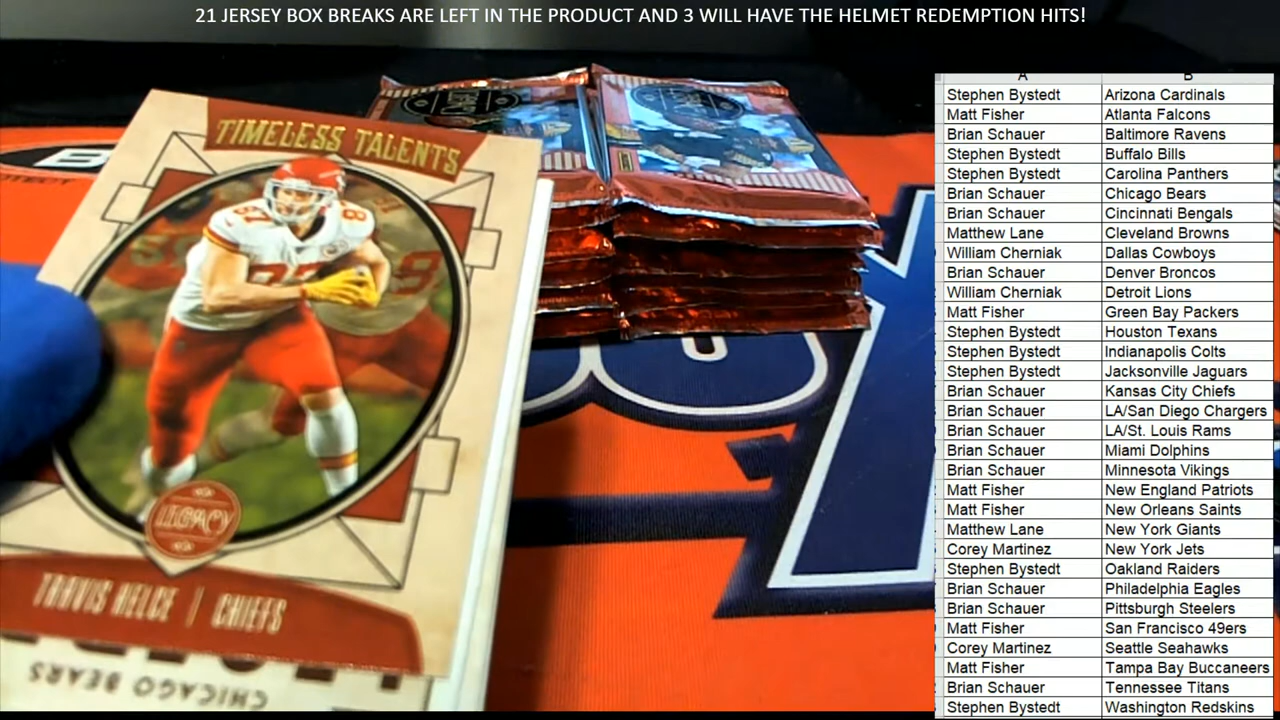 21 JERSEY BOX BREAKS ARE LEFT IN THE PRODUCT AND 3 WILL HAVE THE HELMET REDEMPTION HITS!
TIMELESS TALENTS
87
LEGACY
TRAVIS KELCE | CHIEFS
CHICAGO BEARS
A B
Stephen Bystedt Arizona Cardinals
Matt Fisher Atlanta Falcons
Brian Schauer Baltimore Ravens
Stephen Bystedt Buffalo Bills
Stephen Bystedt Carolina Panthers
Brian Schauer Chicago Bears
Brian Schauer Cincinnati Bengals
Matthew Lane Cleveland Browns
William Cherniak Dallas Cowboys
Brian Schauer Denver Broncos
William Cherniak Detroit Lions
Matt Fisher Green Bay Packers
Stephen Bystedt Houston Texans
Stephen Bystedt Indianapolis Colts
Stephen Bystedt Jacksonville Jaguars
Brian Schauer Kansas City Chiefs
Brian Schauer LA/San Diego Chargers
Brian Schauer LA/St. Louis Rams
Brian Schauer Miami Dolphins
Brian Schauer Minnesota Vikings
Matt Fisher New England Patriots
Matt Fisher New Orleans Saints
Matthew Lane New York Giants
Corey Martinez New York Jets
Stephen Bystedt Oakland Raiders
Brian Schauer Philadelphia Eagles
Brian Schauer Pittsburgh Steelers
Matt Fisher San Francisco 49ers
Corey Martinez Seattle Seahawks
Matt Fisher Tampa Bay Buccaneers
Brian Schauer Tennessee Titans
Stephen Bystedt Washington Redskins